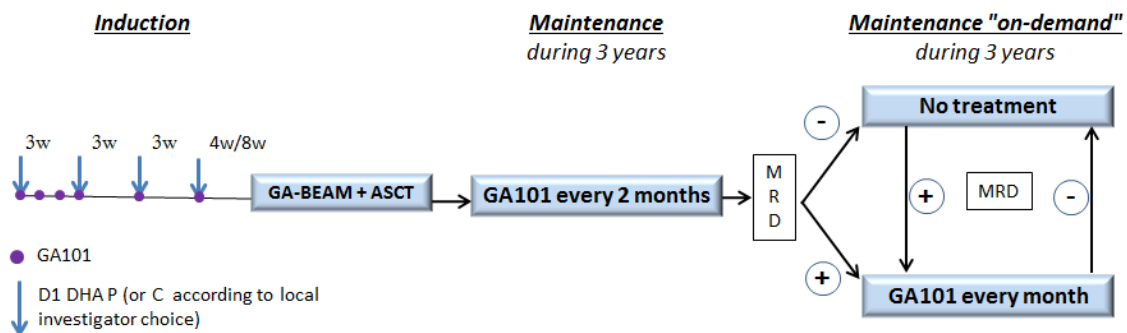 Induction
Maintenance
during 3 years
Maintenance "on-demand"
during 3 years
3w 3w 3w 4w/8w
GA-BEAM + ASCT
GA101 every 2 months
M
R
D
-
+
No treatment
+
MRD
-
GA101 every month
GA101
D1 DHA P (or C according to local
investigator choice)